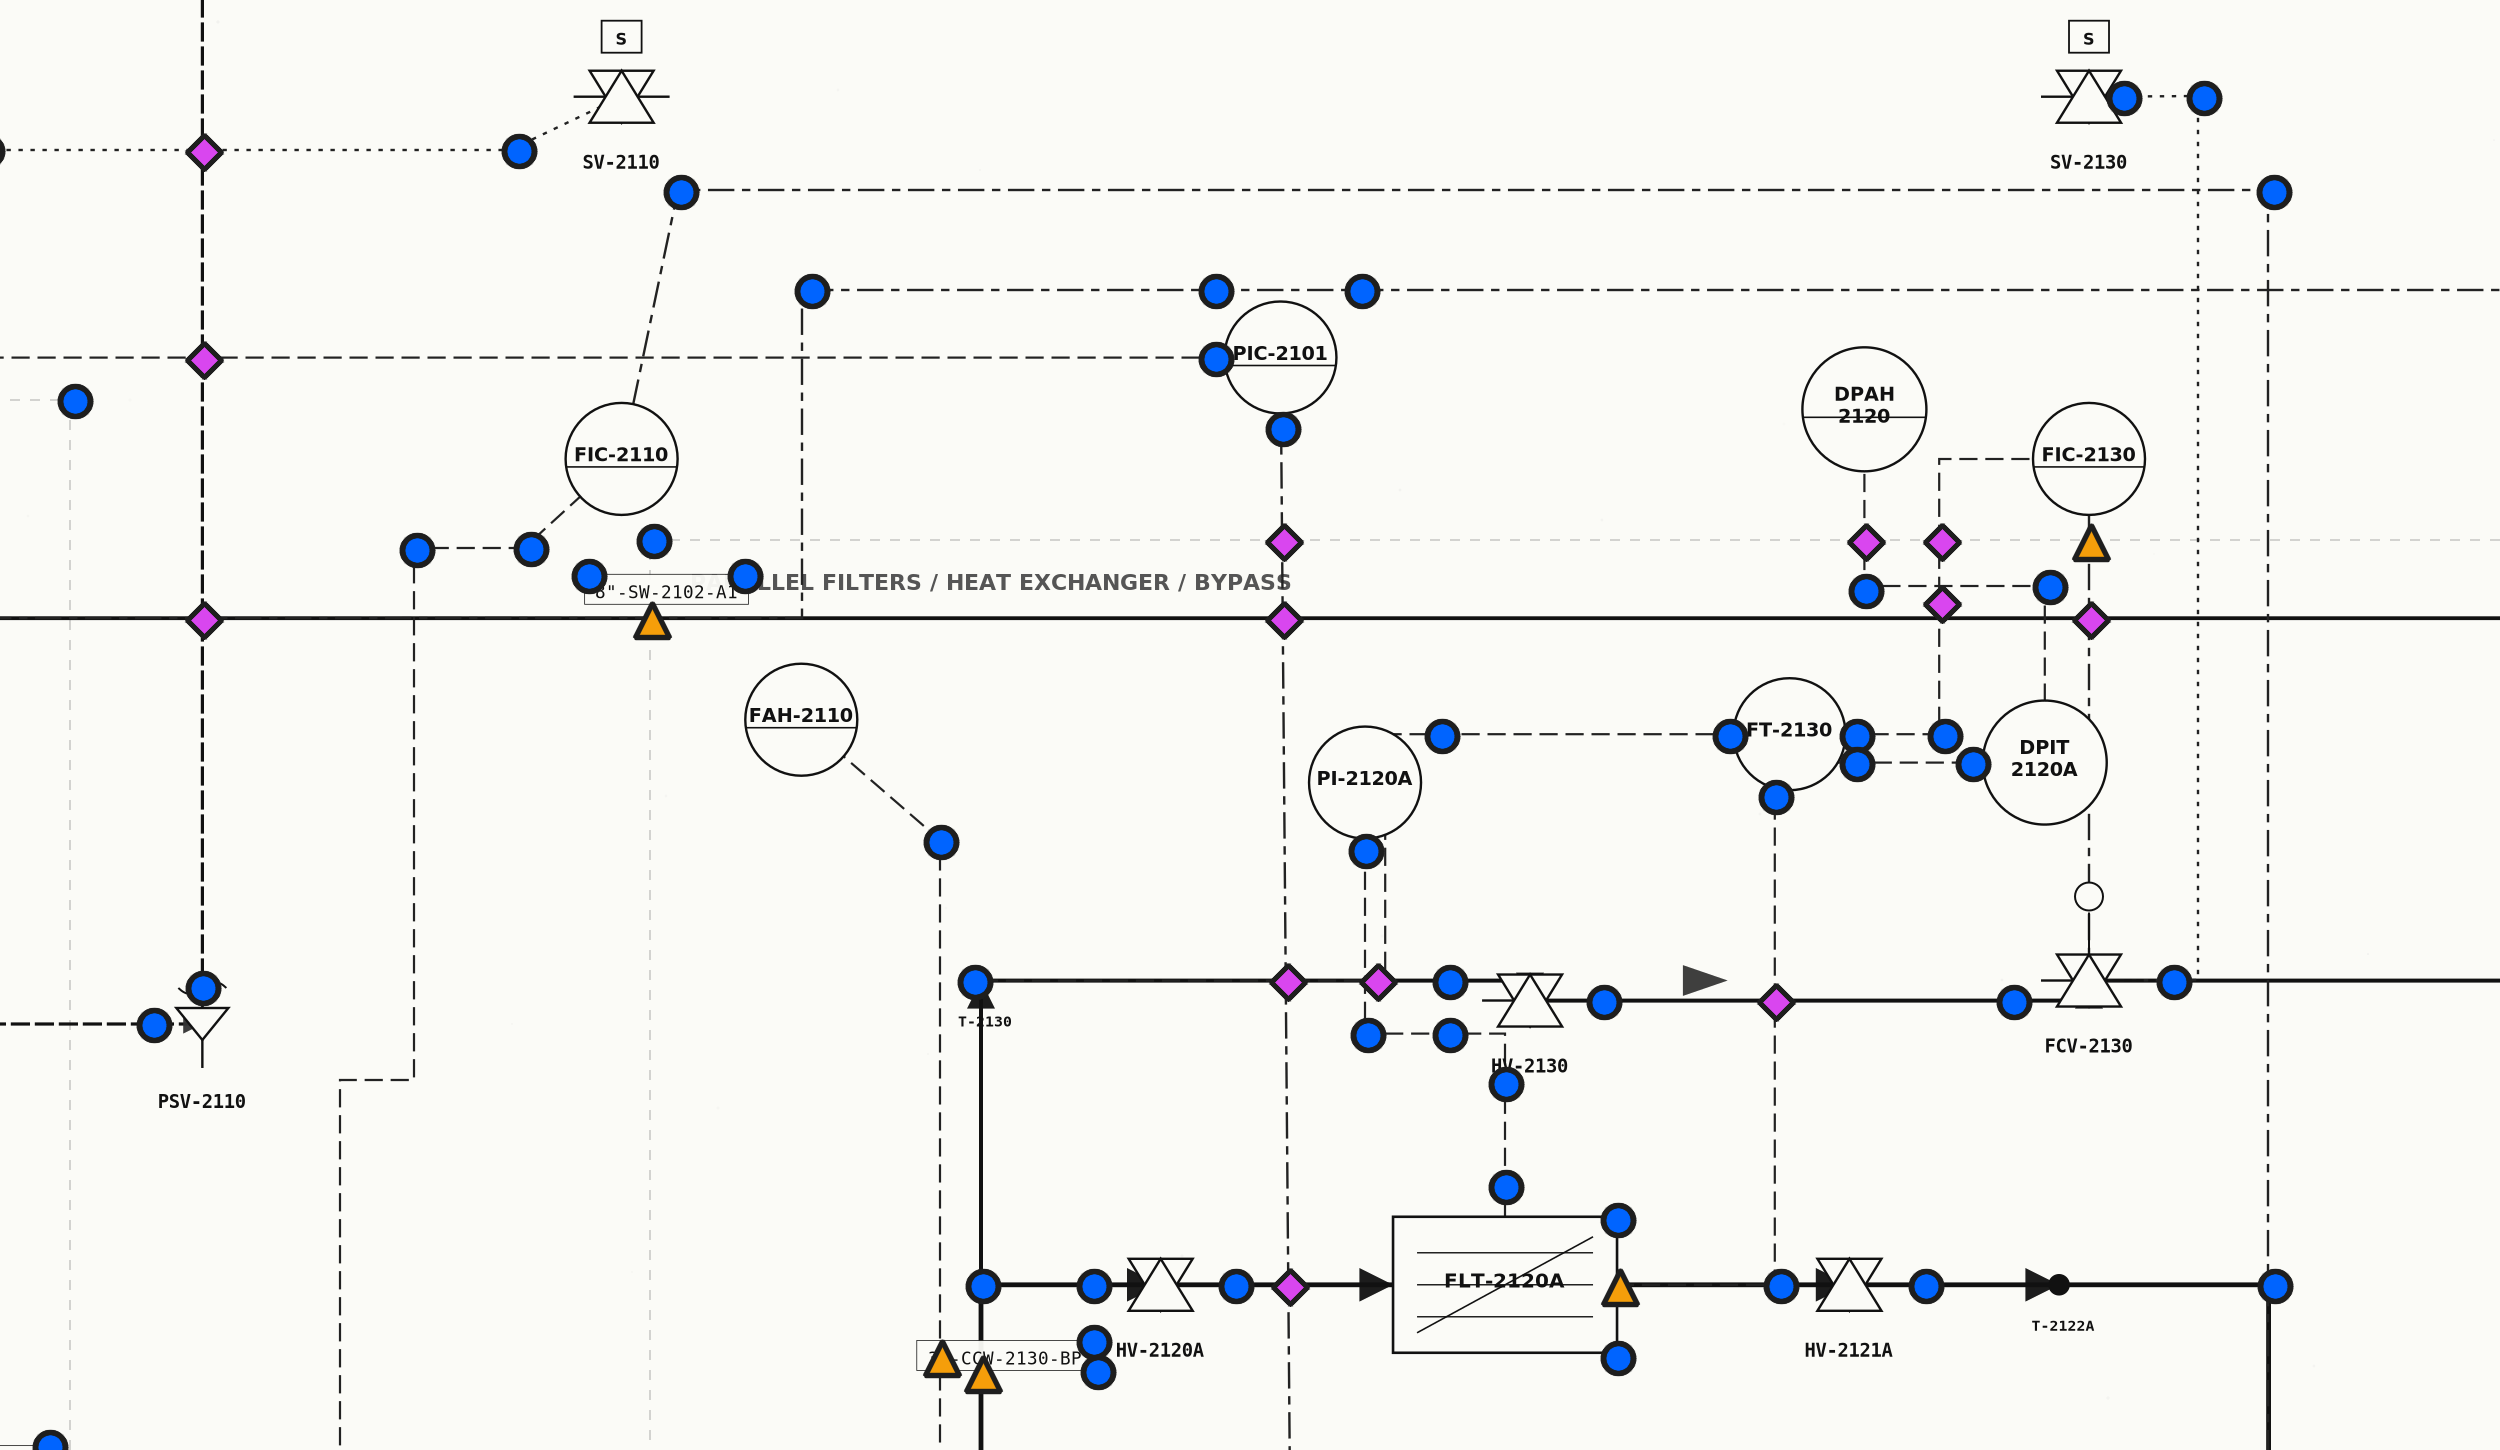 S
S
SV-2110
SV-2130
PIC-2101
DPAH
2120
FIC-2110
FIC-2130
LLEL FILTERS / HEAT EXCHANGER / BYPASS
8"-SW-2102-A1
FAH-2110
FT-2130
DPIT
2120A
PI-2120A
T-2130
FCV-2130
HV-2130
PSV-2110
FLT-2120A
T-2122A
HV-2120A
HV-2121A
-CCW-2130-BP